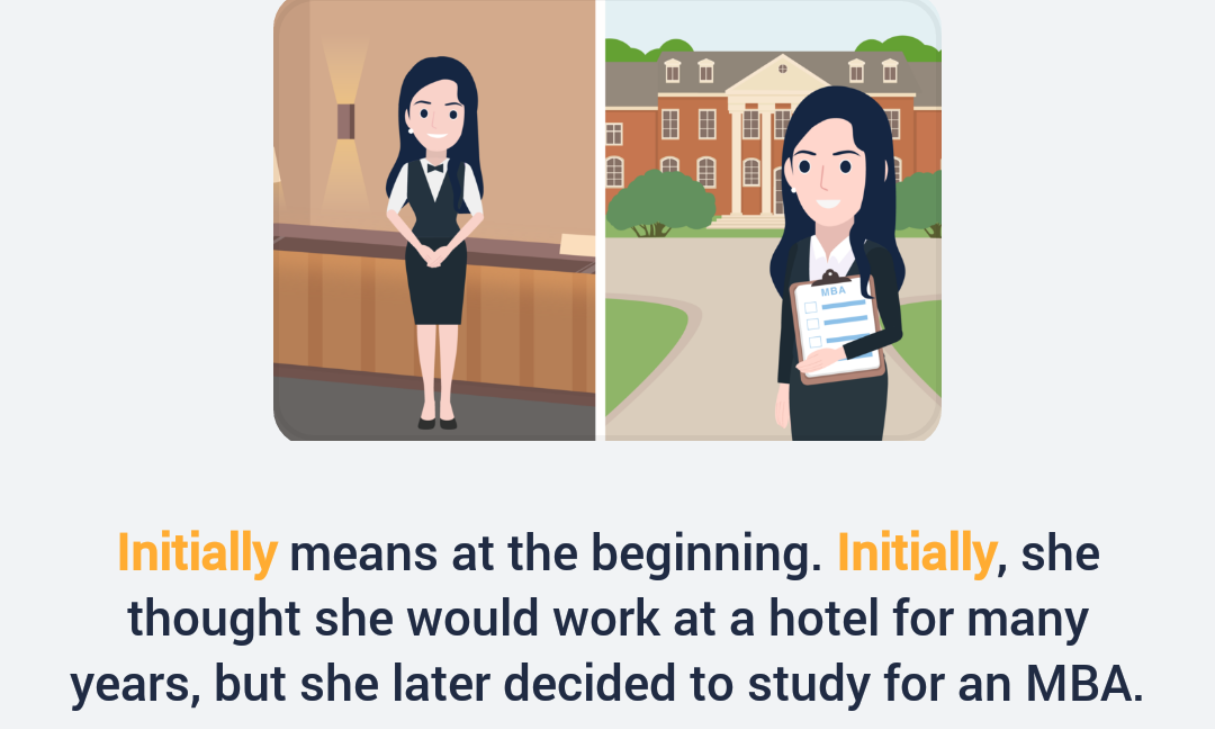 MBA
Initially means at the beginning. Initially, she
thought she would work at a hotel for many
years, but she later decided to study for an MBA.